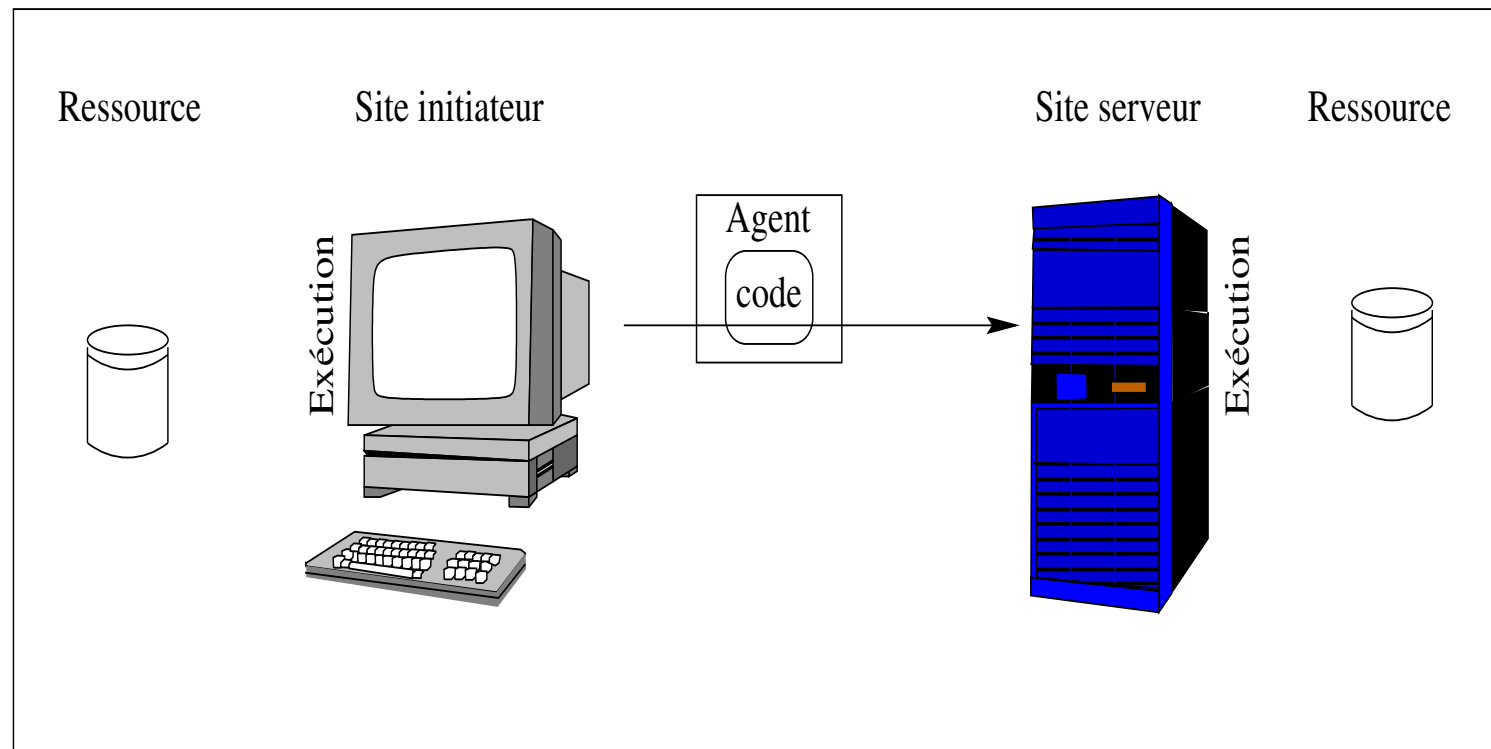 Ressource
Site initiateur
Site serveur
Ressource
Agent
code
Exécution
Exécution